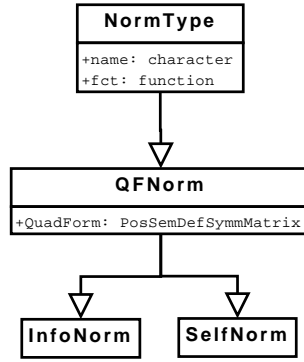 NormType
+name: character
+fct: function
QFNorm
+QuadForm: PosSemDefSymmMatrix
InfoNorm
SelfNorm